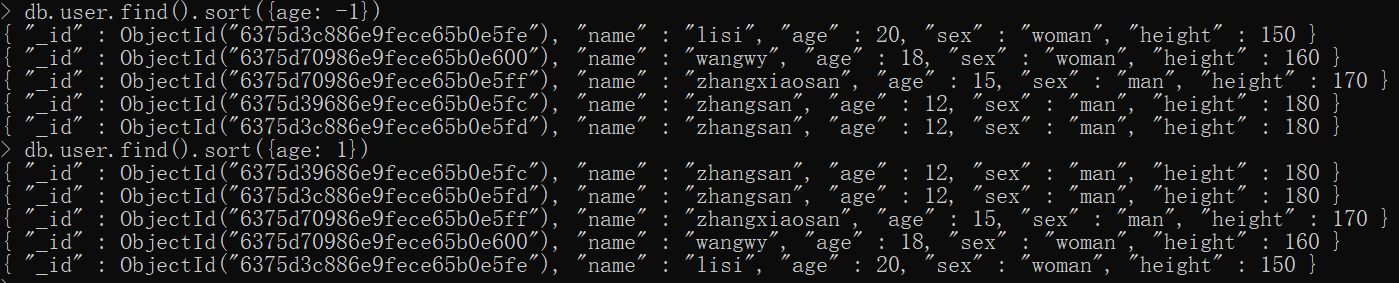 > db.user.find().sort({age: -1})
{ "_id" : ObjectId("6375d3c886e9fece65b0e5fe"), "name" : "lisi", "age" : 20, "sex" : "woman", "height" : 150 }
{ "_id" : ObjectId("6375d70986e9fece65b0e600"), "name" : "wangwy", "age" : 18, "sex" : "woman", "height" : 160 }
{ "_id" : ObjectId("6375d70986e9fece65b0e5ff"), "name" : "zhangxiaosan", "age" : 15, "sex" : "man", "height" : 170 }
{ "_id" : ObjectId("6375d39686e9fece65b0e5fc"), "name" : "zhangsan", "age" : 12, "sex" : "man", "height" : 180 }
{ "_id" : ObjectId("6375d3c886e9fece65b0e5fd"), "name" : "zhangsan", "age" : 12, "sex" : "man", "height" : 180 }
> db.user.find().sort({age: 1})
{ "_id" : ObjectId("6375d39686e9fece65b0e5fc"), "name" : "zhangsan", "age" : 12, "sex" : "man", "height" : 180 }
{ "_id" : ObjectId("6375d3c886e9fece65b0e5fd"), "name" : "zhangsan", "age" : 12, "sex" : "man", "height" : 180 }
{ "_id" : ObjectId("6375d70986e9fece65b0e5ff"), "name" : "zhangxiaosan", "age" : 15, "sex" : "man", "height" : 170 }
{ "_id" : ObjectId("6375d70986e9fece65b0e600"), "name" : "wangwy", "age" : 18, "sex" : "woman", "height" : 160 }
{ "_id" : ObjectId("6375d3c886e9fece65b0e5fe"), "name" : "lisi", "age" : 20, "sex" : "woman", "height" : 150 }